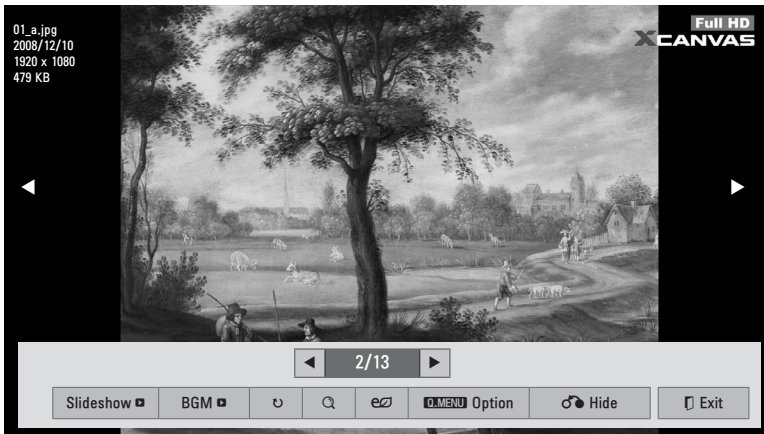 01_a.jpg
2008/12/10
1920 x 1080
479 KB
Full HD
XCANVAS
2/13
Slideshow
BGM
Q.MENU Option
Hide
Exit